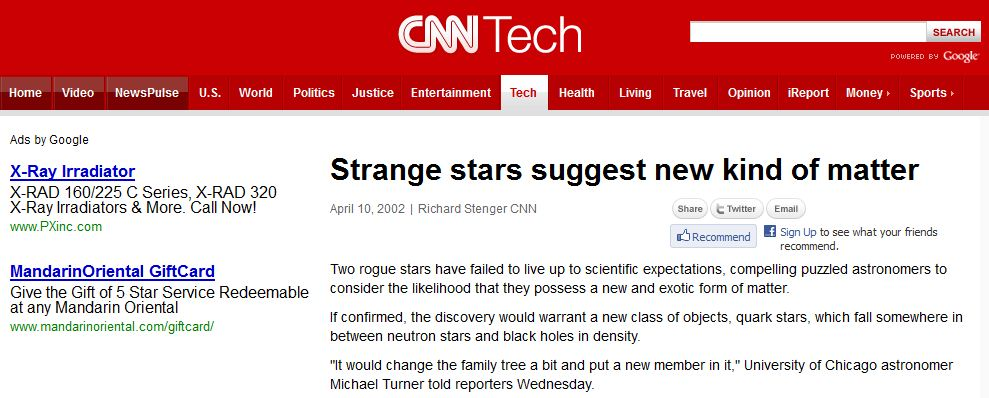 CNN Tech
SEARCH
POWERED BY Google
Home Video NewsPulse U.S. World Politics Justice Entertainment Tech Health Living Travel Opinion iReport Money Sports
Ads by Google
X-Ray Irradiator
X-RAD 160/225 C Series, X-RAD 320
X-Ray Irradiators & More. Call Now!
www.PXinc.com
MandarinOriental GiftCard
Give the Gift of 5 Star Service Redeemable
at any Mandarin Oriental
www.mandarinoriental.com/giftcard/
Strange stars suggest new kind of matter
April 10, 2002 | Richard Stenger CNN
Share Twitter Email
Recommend
Sign Up to see what your friends
recommend.
Two rogue stars have failed to live up to scientific expectations, compelling puzzled astronomers to
consider the likelihood that they possess a new and exotic form of matter.
If confirmed, the discovery would warrant a new class of objects, quark stars, which fall somewhere in
between neutron stars and black holes in density.
"It would change the family tree a bit and put a new member in it," University of Chicago astronomer
Michael Turner told reporters Wednesday.